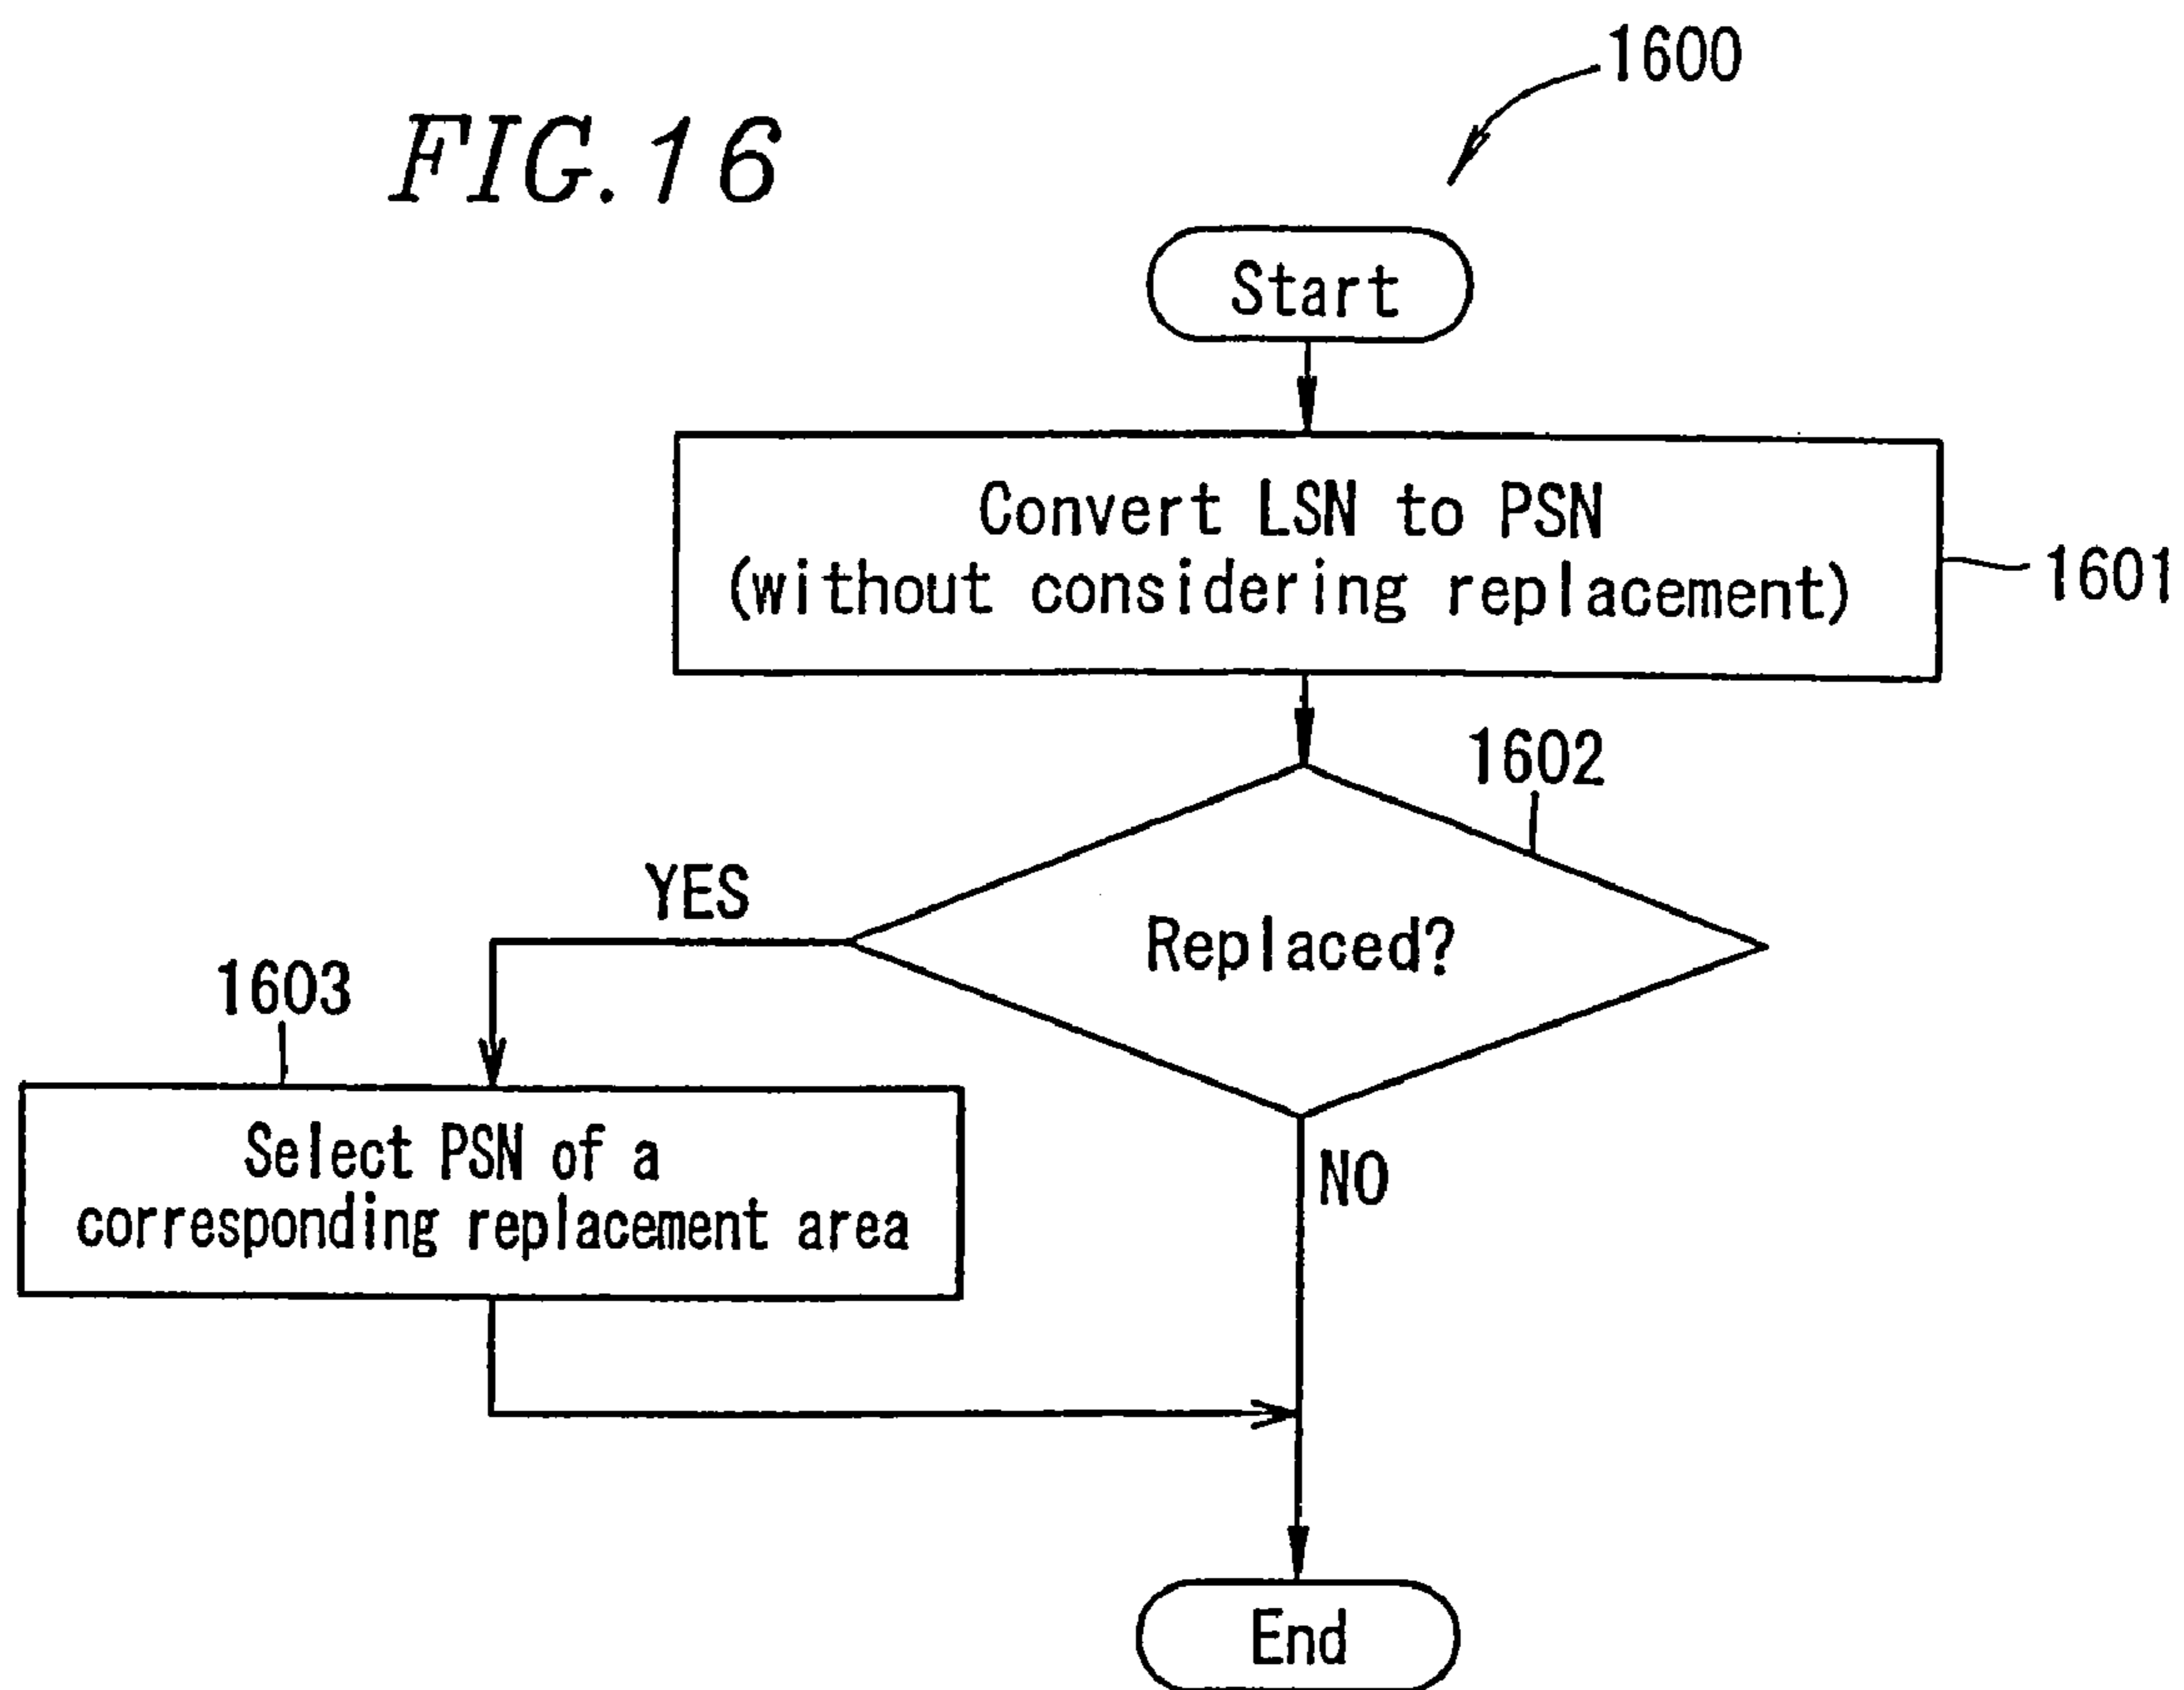 FIG.16
1600
Start
Convert LSN to PSN
(without considering replacement)
1601
1602
Replaced?
YES
1603
Select PSN of a
corresponding replacement area
NO
End